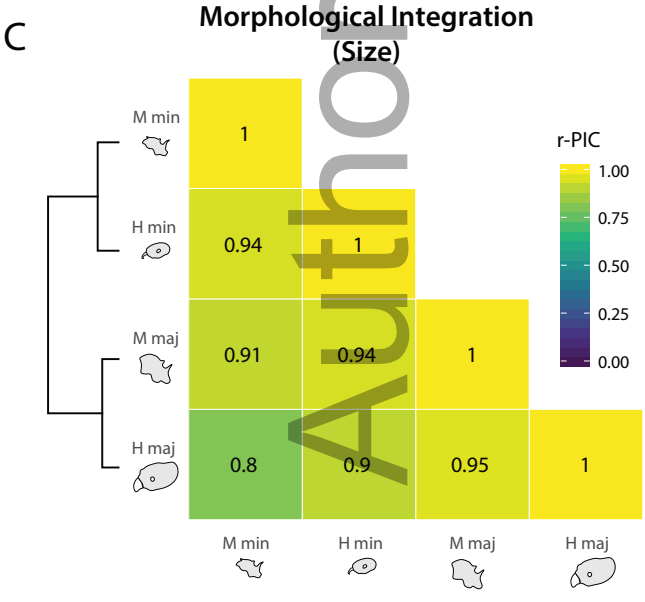 C
Morphological Integration
(Size)
M min
1
r-PIC
1.00
0.75
0.50
0.25
0.00
H min
0.94
1
M maj
0.91
0.94
1
H maj
0.8
0.9
0.95
1
M min
H min
M maj
H maj
Author